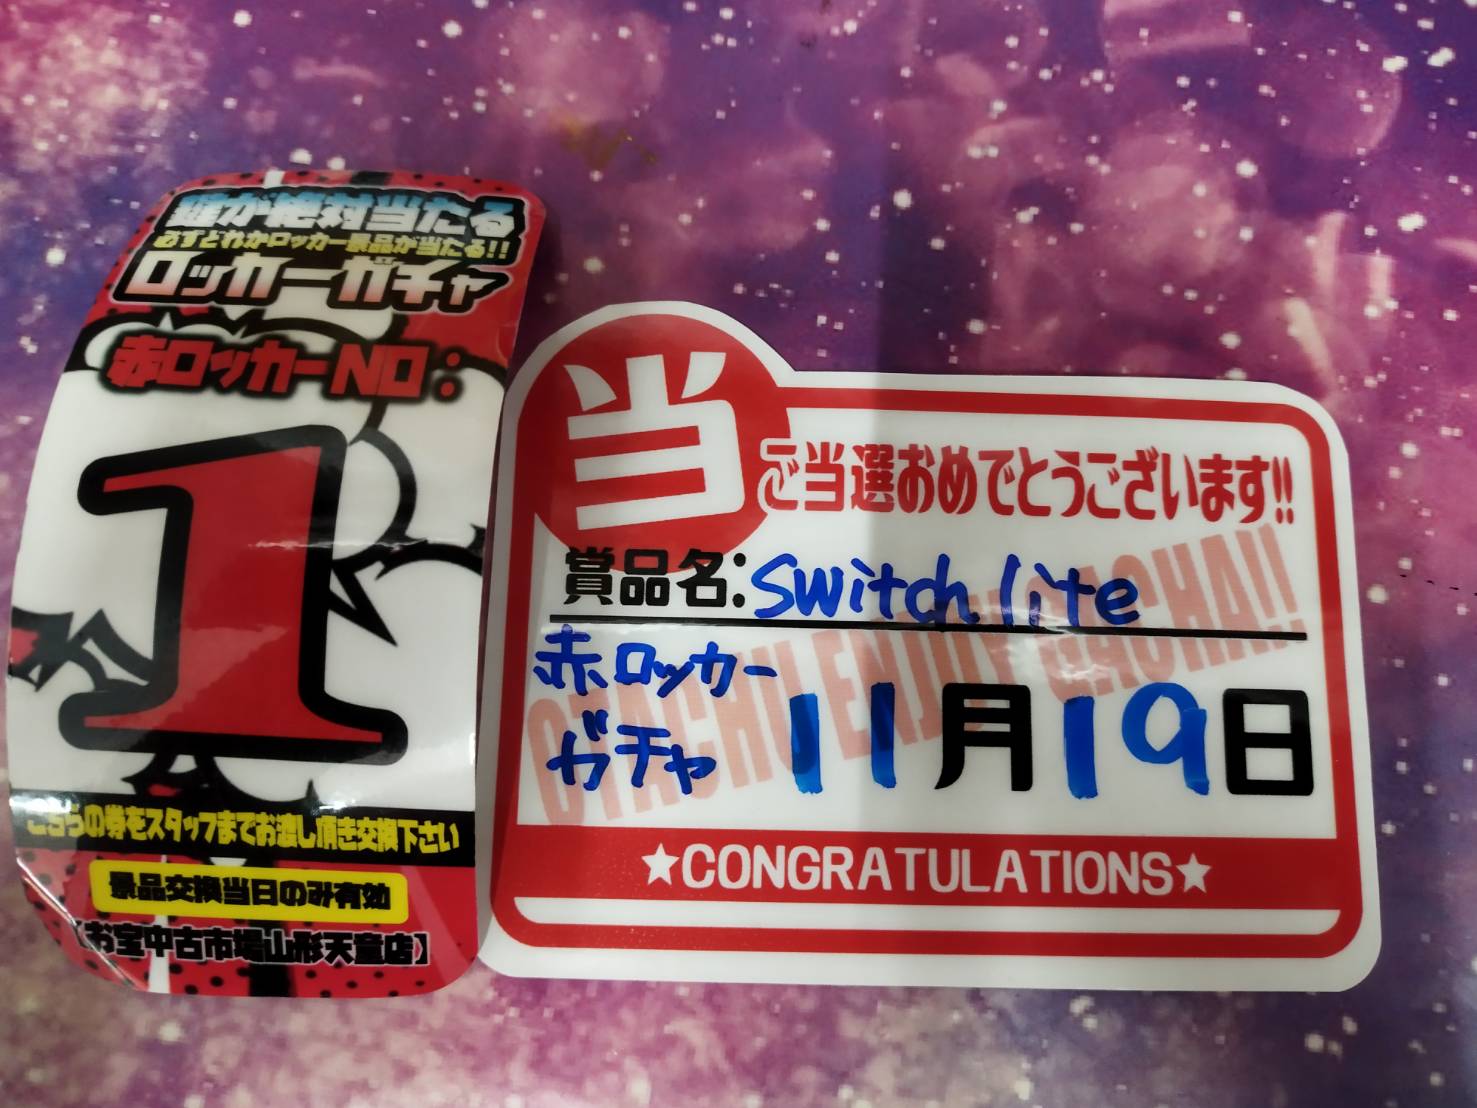 鍵が絶対当たる
必ずどれかロッカー景品が当たる!!
ロッカーガチャ
赤ロッカーNO:
1
こちらの券をスタッフまでお渡し頂き交換下さい
景品交換当日のみ有効
【お宝中古市場山形天童店】
当
ご当選おめでとうございます!!
賞品名:switch lite
赤ロッカー
ガチャ
11月19日
OTACHU ENJOY GACHA!!
★CONGRATULATIONS★